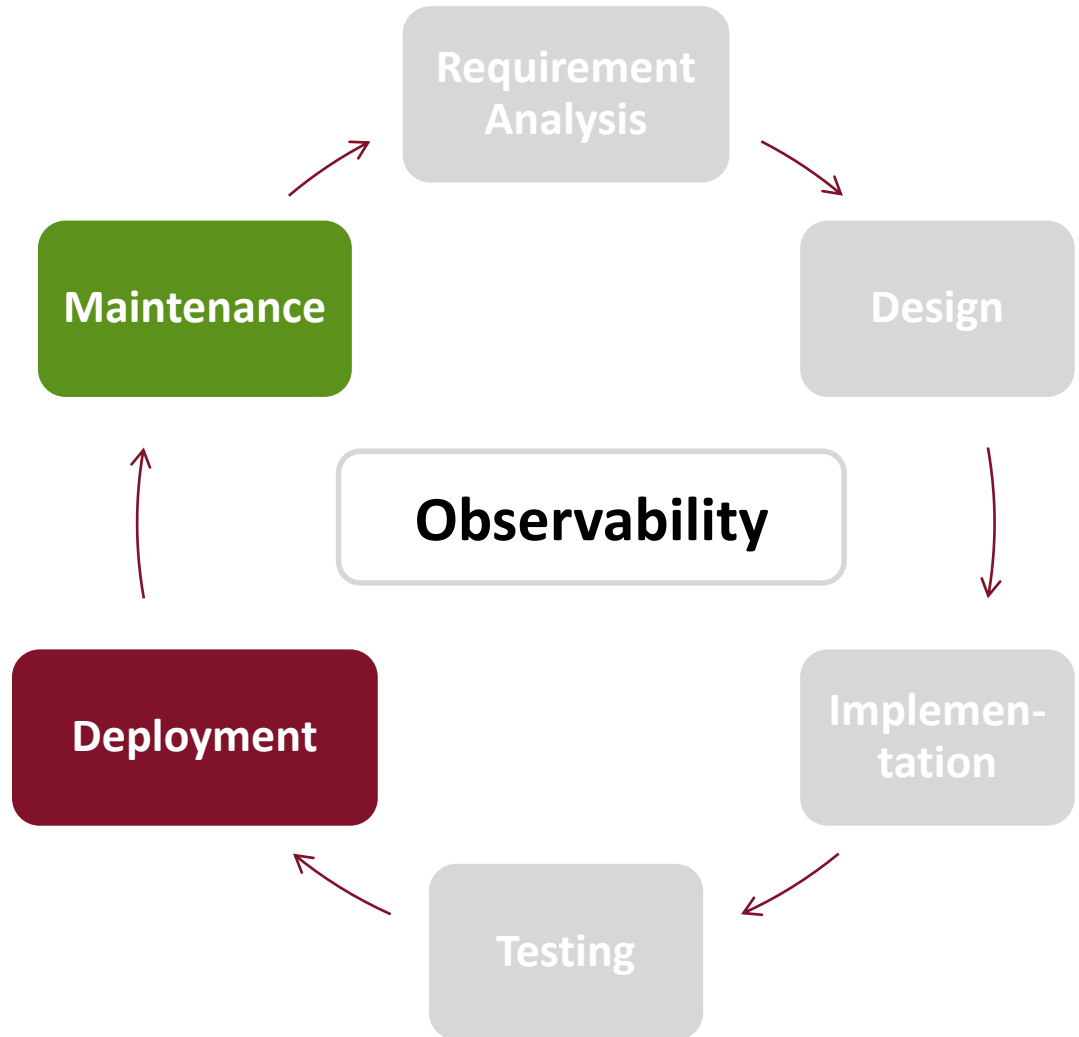 Requirement
Analysis
Maintenance
Design
Observability
Deployment
Implemen-
tation
Testing